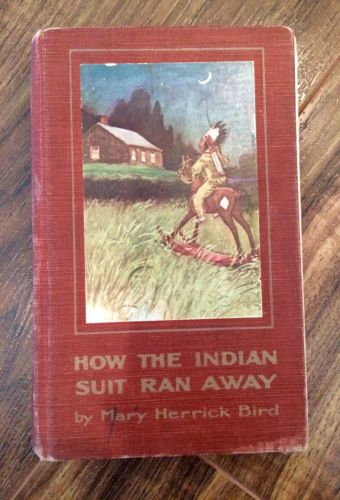 HOW THE INDIAN
SUIT RAN AWAY
by Mary Herrick Bird